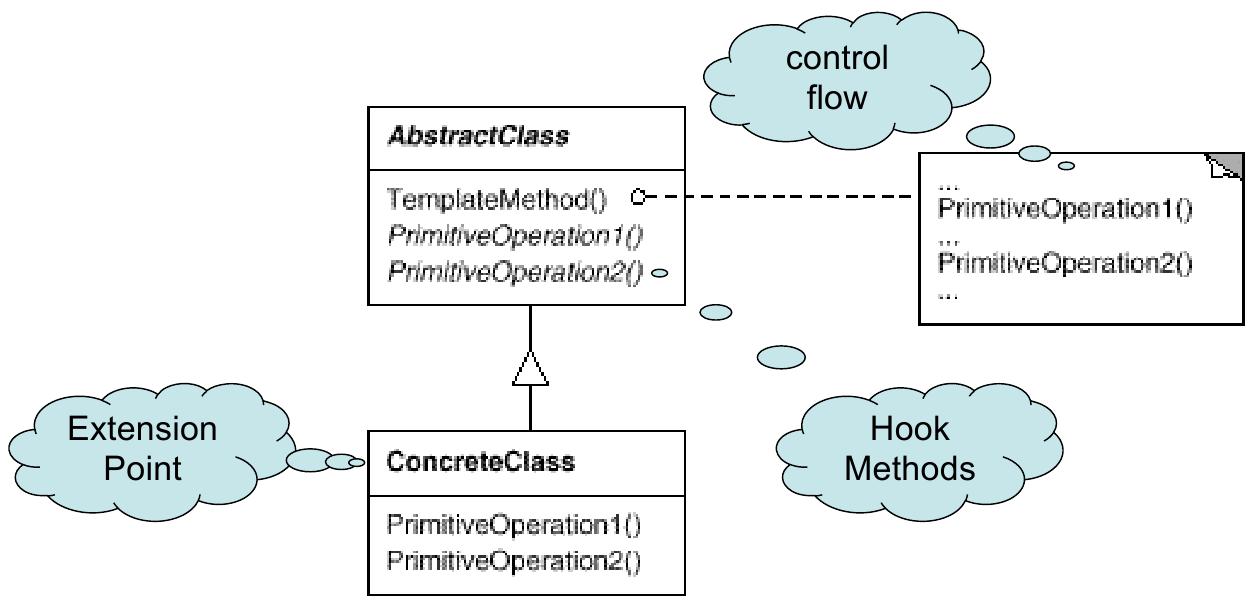 control
flow
AbstractClass
TemplateMethod()
PrimitiveOperation1()
PrimitiveOperation2()
...
PrimitiveOperation1()
...
PrimitiveOperation2()
...
Extension
Point
ConcreteClass
PrimitiveOperation1()
PrimitiveOperation2()
Hook
Methods